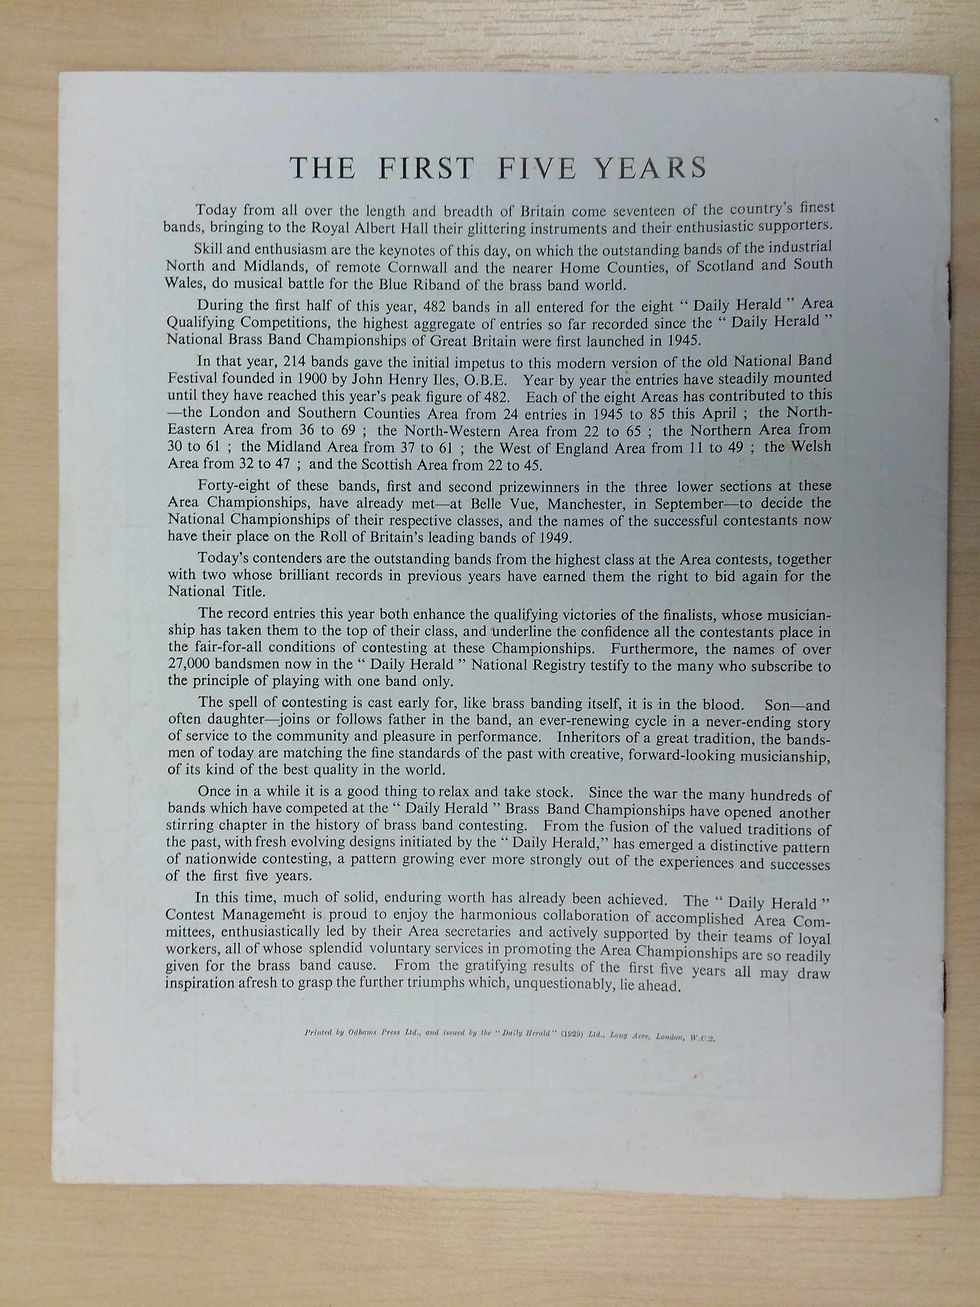 THE FIRST FIVE YEARS
Today from all over the length and breadth of Britain come seventeen of the country's finest
bands, bringing to the Royal Albert Hall their glittering instruments and their enthusiastic supporters.
Skill and enthusiasm are the keynotes of this day, on which the outstanding bands of the industrial
North and Midlands, of remote Cornwall and the nearer Home Counties, of Scotland and South
Wales, do musical battle for the Blue Riband of the brass band world.
During the first half of this year, 482 bands in all entered for the eight “ Daily Herald ” Area
Qualifying Competitions, the highest aggregate of entries so far recorded since the “ Daily Herald ”
National Brass Band Championships of Great Britain were first launched in 1945.
In that year, 214 bands gave the initial impetus to this modern version of the old National Band
Festival founded in 1900 by John Henry Iles, O.B.E. Year by year the entries have steadily mounted
until they have reached this year's peak figure of 482. Each of the eight Areas has contributed to this
—the London and Southern Counties Area from 24 entries in 1945 to 85 this April ; the North-
Eastern Area from 36 to 69 ; the North-Western Area from 22 to 65 ; the Northern Area from
30 to 61 ; the Midland Area from 37 to 61 ; the West of England Area from 11 to 49 ; the Welsh
Area from 32 to 47 ; and the Scottish Area from 22 to 45.
Forty-eight of these bands, first and second prizewinners in the three lower sections at these
Area Championships, have already met—at Belle Vue, Manchester, in September—to decide the
National Championships of their respective classes, and the names of the successful contestants now
have their place on the Roll of Britain's leading bands of 1949.
Today's contenders are the outstanding bands from the highest class at the Area contests, together
with two whose brilliant records in previous years have earned them the right to bid again for the
National Title.
The record entries this year both enhance the qualifying victories of the finalists, whose musician-
ship has taken them to the top of their class, and underline the confidence all the contestants place in
the fair-for-all conditions of contesting at these Championships. Furthermore, the names of over
27,000 bandsmen now in the “ Daily Herald ” National Registry testify to the many who subscribe to
the principle of playing with one band only.
The spell of contesting is cast early for, like brass banding itself, it is in the blood. Son—and
often daughter—joins or follows father in the band, an ever-renewing cycle in a never-ending story
of service to the community and pleasure in performance. Inheritors of a great tradition, the bands-
men of today are matching the fine standards of the past with creative, forward-looking musicianship,
of its kind of the best quality in the world.
Once in a while it is a good thing to relax and take stock. Since the war the many hundreds of
bands which have competed at the “ Daily Herald ” Brass Band Championships have opened another
stirring chapter in the history of brass band contesting. From the fusion of the valued traditions of
the past, with fresh evolving designs initiated by the “ Daily Herald,” has emerged a distinctive pattern
of nationwide contesting, a pattern growing ever more strongly out of the experiences and successes
of the first five years.
In this time, much of solid, enduring worth has already been achieved. The “ Daily Herald ”
Contest Management is proud to enjoy the harmonious collaboration of accomplished Area Com-
mittees, enthusiastically led by their Area secretaries and actively supported by their teams of loyal
workers, all of whose splendid voluntary services in promoting the Area Championships are so readily
given for the brass band cause. From the gratifying results of the first five years all may draw
inspiration afresh to grasp the further triumphs which, unquestionably, lie ahead.
Printed by Odhams Press Ltd., and issued by the “Daily Herald” (1929) Ltd., Long Acre, London, W.C.2.